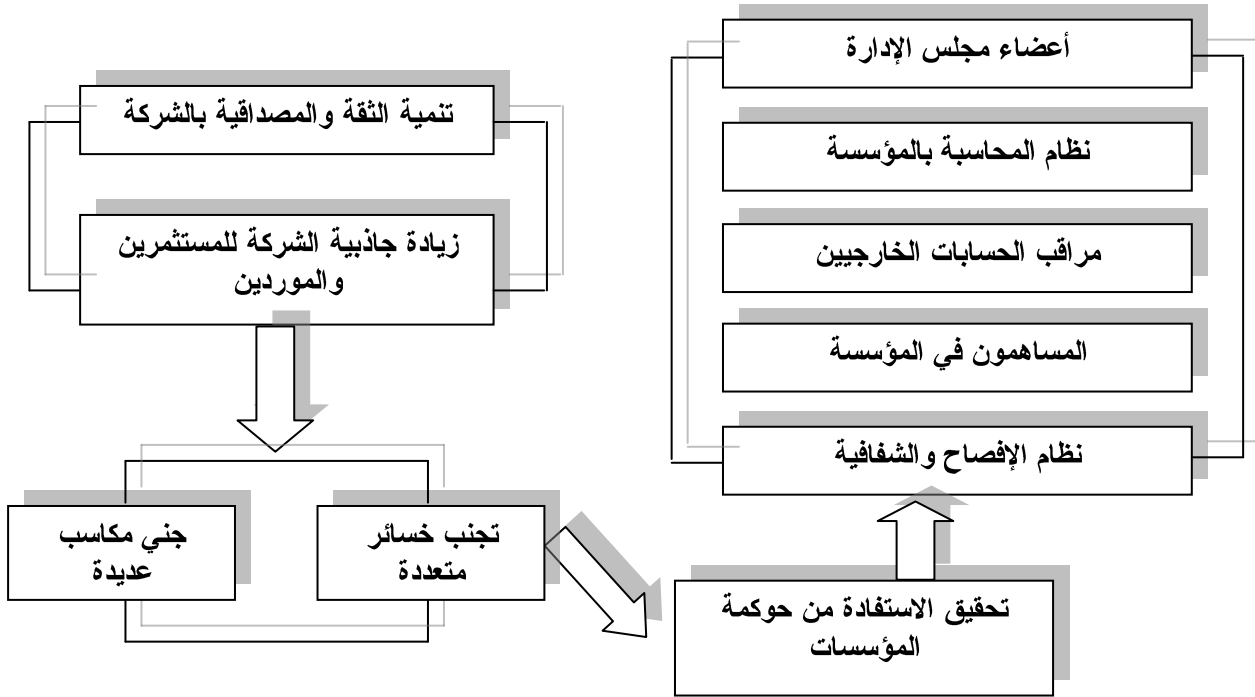 أعضاء مجلس الإدارة
نظام المحاسبة بالمؤسسة
مراقب الحسابات الخارجيين
المساهمون في المؤسسة
نظام الإفصاح والشفافية
تنمية الثقة والمصداقية بالشركة
زيادة جاذبية الشركة للمستثمرين
والموردين
تجنب خسائر
متعددة
جني مكاسب
عديدة
تحقيق الاستفادة من حوكمة
المؤسسات